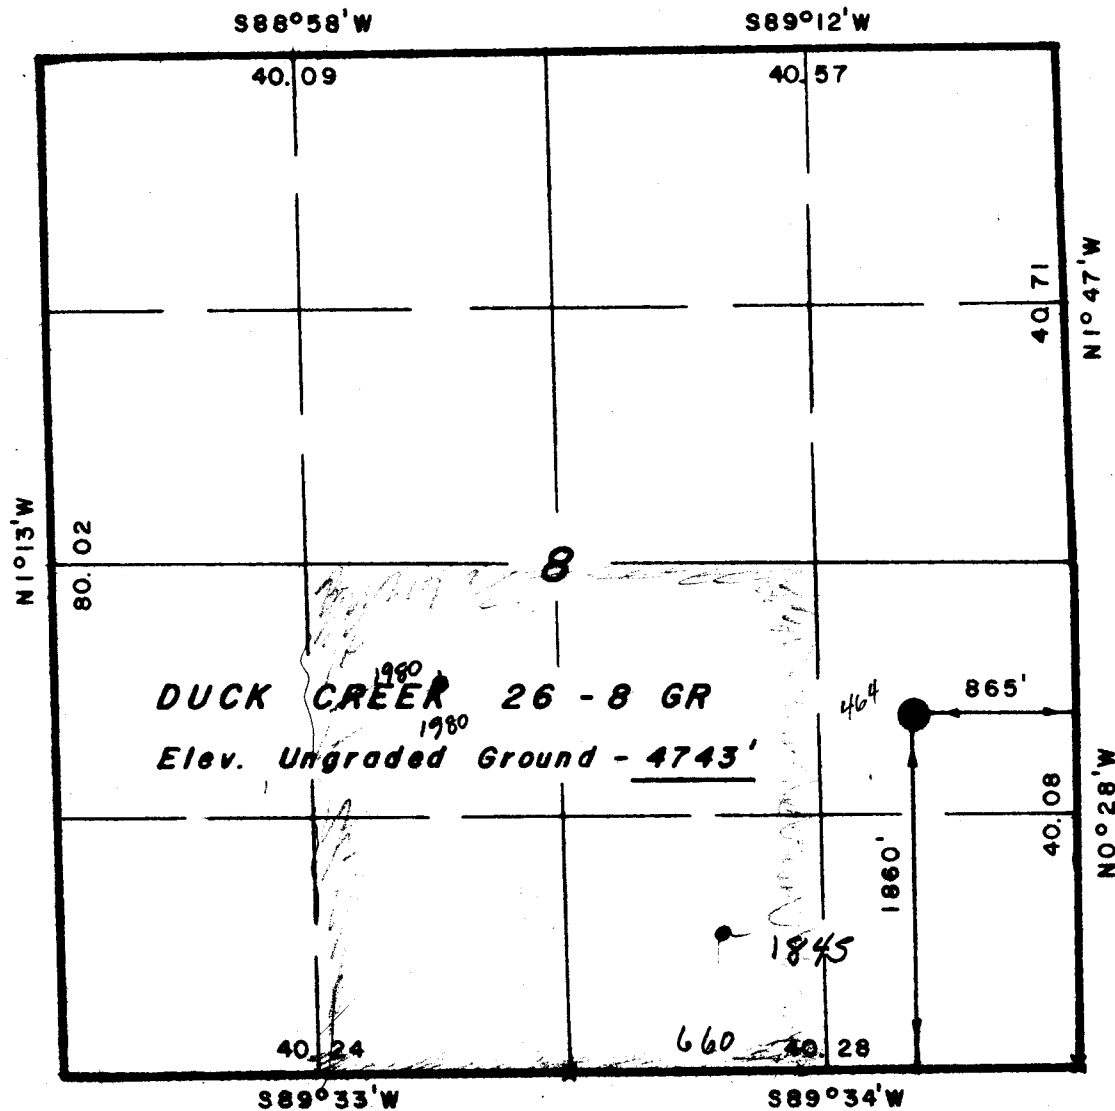 S88°58'W S89°12'W
40.09 40.57
40.71
N1°47'W
N1°13'W
80.02
8
1980
DUCK CREEK 26-8 GR
1980
464
865'
Elev. Ungraded Ground - 4743'
40.08
N0°28'W
1860'
1845
660
40.24 40.28
S89°33'W S89°34'W